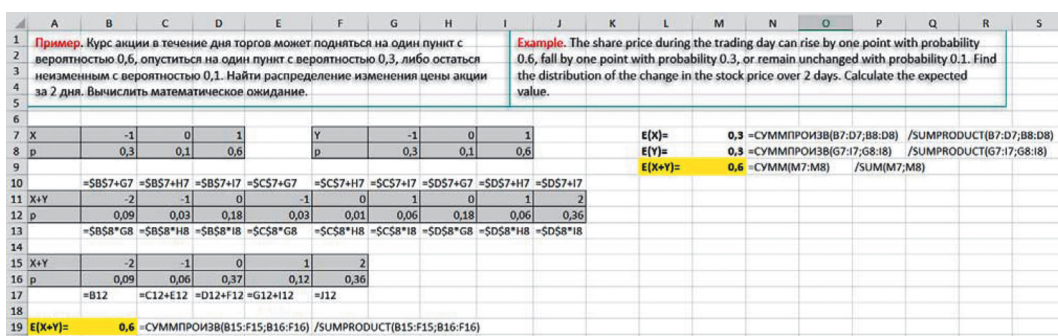 A B C D E F G H I J K L M N O P Q R S
1 Пример. Курс акции в течение дня торгов может подняться на один пункт с
2 вероятностью 0,6, опуститься на один пункт с вероятностью 0,3, либо остаться
3 неизменным с вероятностью 0,1. Найти распределение изменения цены акции
4 за 2 дня. Вычислить математическое ожидание.
5
Example. The share price during the trading day can rise by one point with probability
0.6, fall by one point with probability 0.3, or remain unchanged with probability 0.1. Find
the distribution of the change in the stock price over 2 days. Calculate the expected
value.
6
7 X -1 0 1 Y -1 0 1 E(X)= 0,3 =СУММПРОИЗВ(B7:D7;B8:D8) /SUMPRODUCT(B7:D7;B8:D8)
8 p 0,3 0,1 0,6 p 0,3 0,1 0,6 E(Y)= 0,3 =СУММПРОИЗВ(G7:I7;G8:I8) /SUMPRODUCT(G7:I7;G8:I8)
9 E(X+Y)= 0,6 =СУММ(M7:M8) /SUM(M7;M8)
10 =$B$7+G7 =$B$7+H7 =$B$7+I7 =$C$7+G7 =$C$7+H7 =$C$7+I7 =$D$7+G7 =$D$7+H7 =$D$7+I7
11 X+Y -2 -1 0 -1 0 1 0 1 2
12 p 0,09 0,03 0,18 0,03 0,01 0,06 0,18 0,06 0,36
13 =$B$8*G8 =$B$8*H8 =$B$8*I8 =$C$8*G8 =$C$8*H8 =$C$8*I8 =$D$8*G8 =$D$8*H8 =$D$8*I8
14
15 X+Y -2 -1 0 1 2
16 p 0,09 0,06 0,37 0,12 0,36
17 =B12 =C12+E12 =D12+F12 =G12+I12 =J12
18
19 E(X+Y)= 0,6 =СУММПРОИЗВ(B15:F15;B16:F16) /SUMPRODUCT(B15:F15;B16:F16)